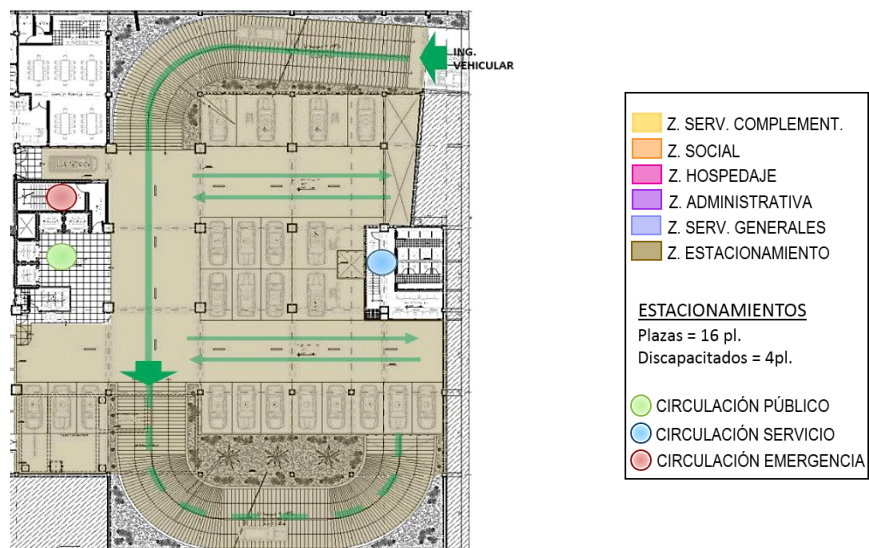 ING.
VEHICULAR
Z. SERV. COMPLEMENT.
Z. SOCIAL
Z. HOSPEDAJE
Z. ADMINISTRATIVA
Z. SERV. GENERALES
Z. ESTACIONAMIENTO
ESTACIONAMIENTOS
Plazas = 16 pl.
Discapacitados = 4pl.
CIRCULACIÓN PÚBLICO
CIRCULACIÓN SERVICIO
CIRCULACIÓN EMERGENCIA